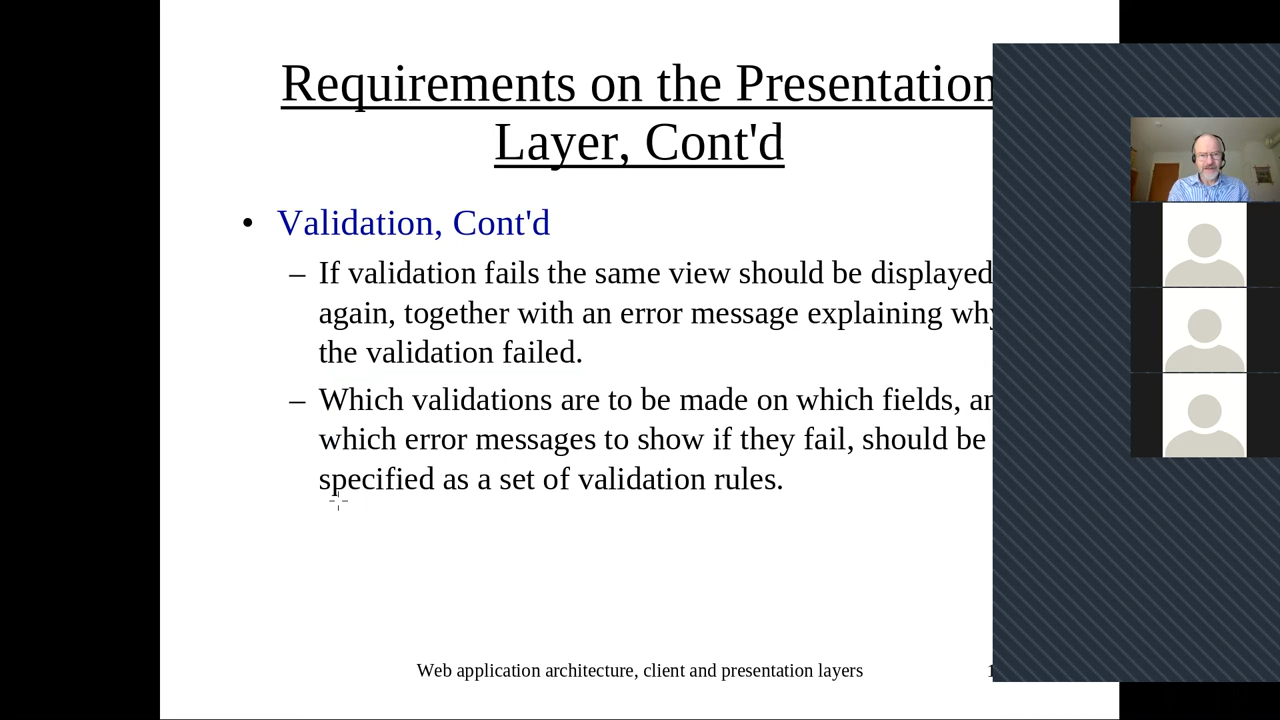 Requirements on the Presentation
Layer, Cont'd
• Validation, Cont'd
– If validation fails the same view should be displayed
again, together with an error message explaining why
the validation failed.
– Which validations are to be made on which fields,
which error messages to show if they fail, should be
specified as a set of validation rules.
Web application architecture, client and presentation layers